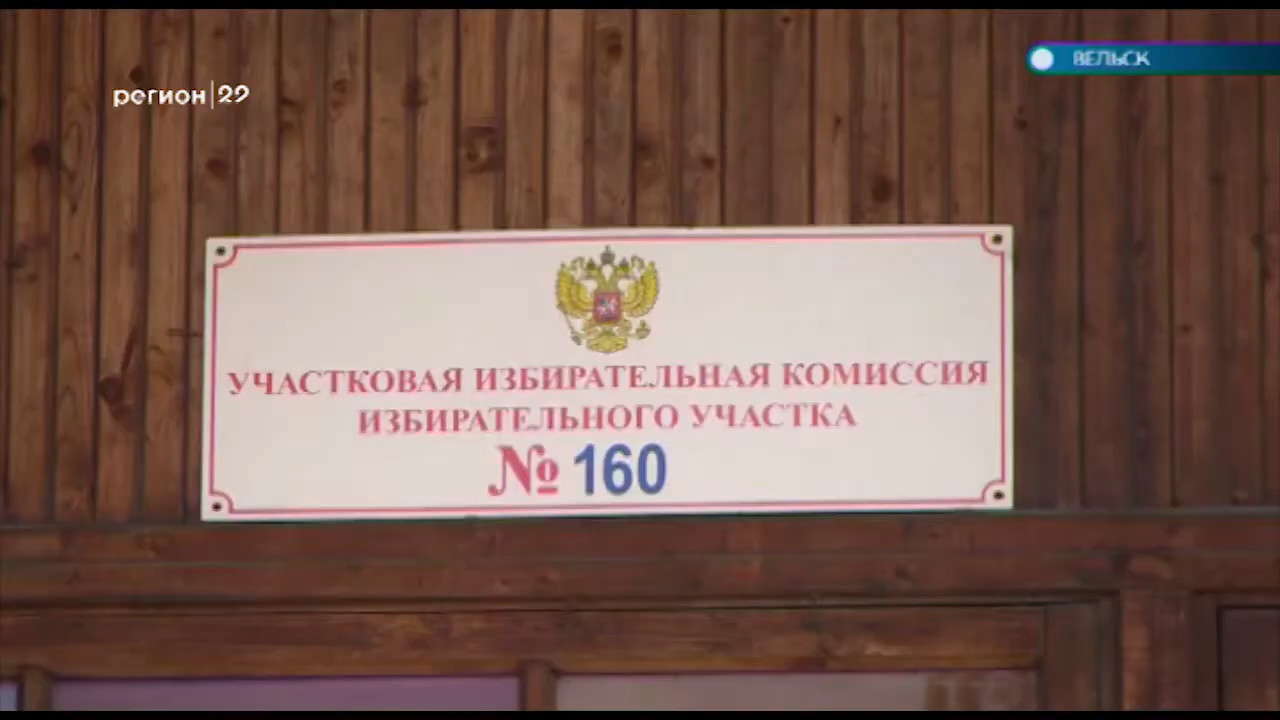 ВЕЛЬСК
регион|29
УЧАСТКОВАЯ ИЗБИРАТЕЛЬНАЯ КОМИССИЯ
ИЗБИРАТЕЛЬНОГО УЧАСТКА
№ 160